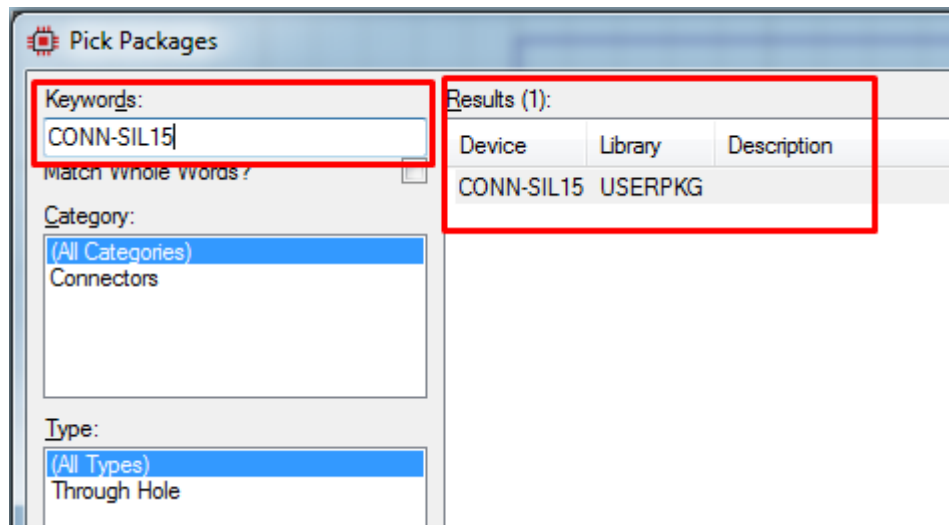 Pick Packages
Keywords:
CONN-SIL15
Match Whole Words?
Category:
(All Categories)
Connectors
Type:
(All Types)
Through Hole
Results (1):
Device Library Description
CONN-SIL15 USERPKG